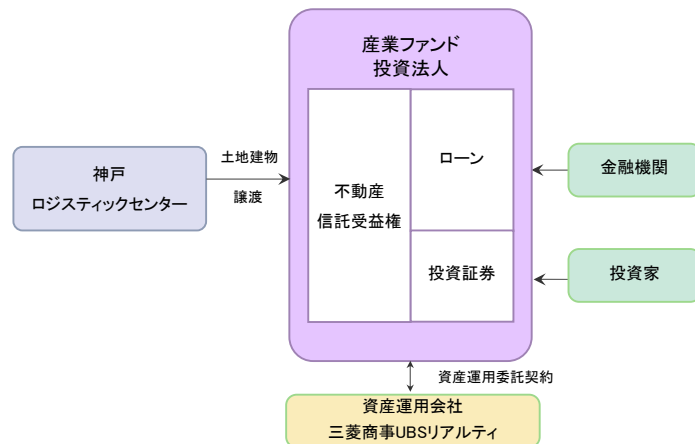 産業ファンド
投資法人
神戸
ロジスティックセンター
土地建物
譲渡
不動産
信託受益権
ローン
投資証券
金融機関
投資家
資産運用委託契約
資産運用会社
三菱商事UBSリアルティ